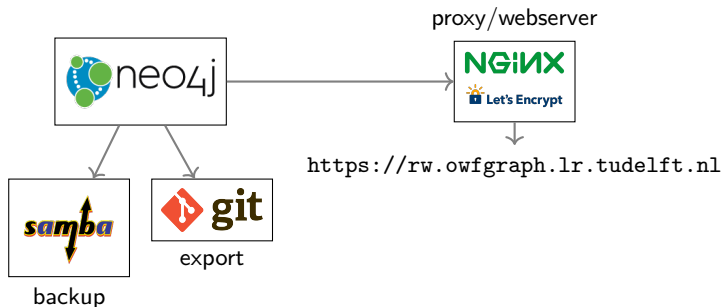 proxy/webserver
neo4j
NGINX
Let's Encrypt
https://rw.owfgraph.lr.tudelft.nl
samba
git
export
backup